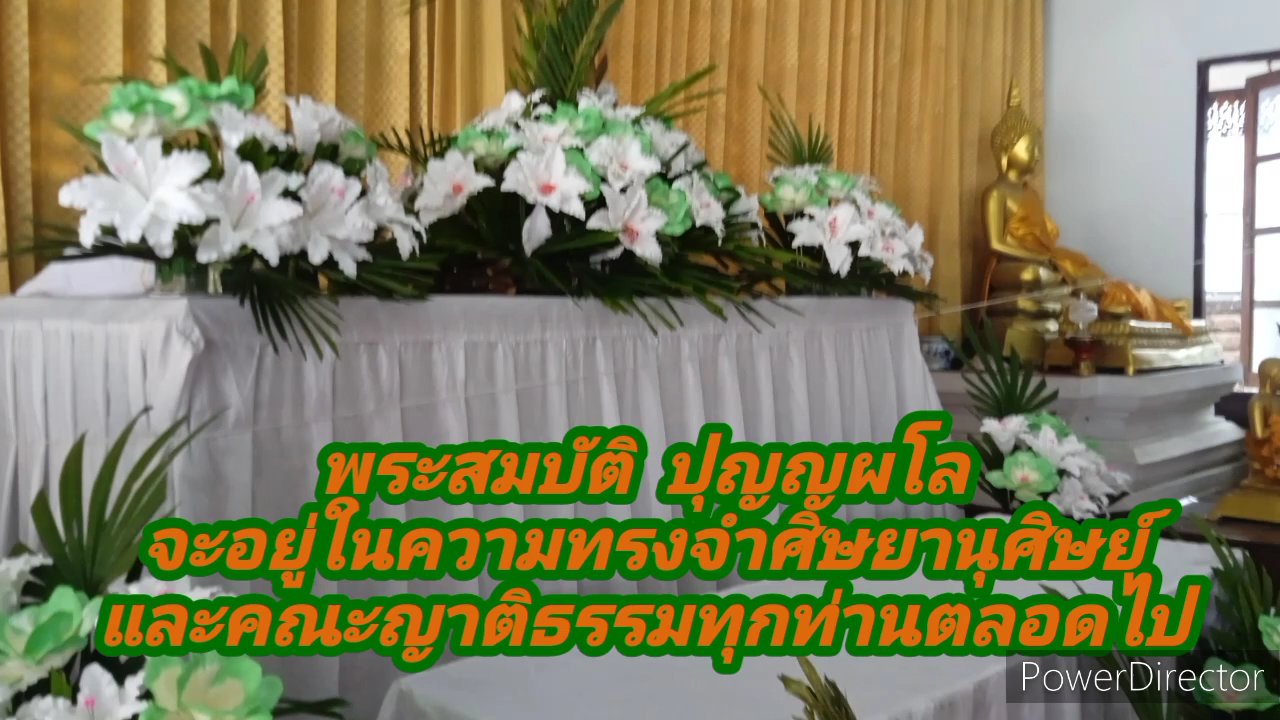 พระสมบัติ ปุญญผโล
จะอยู่ในความทรงจำศิษยานุศิษย์
และคณะญาติธรรมทุกท่านตลอดไป
PowerDirector